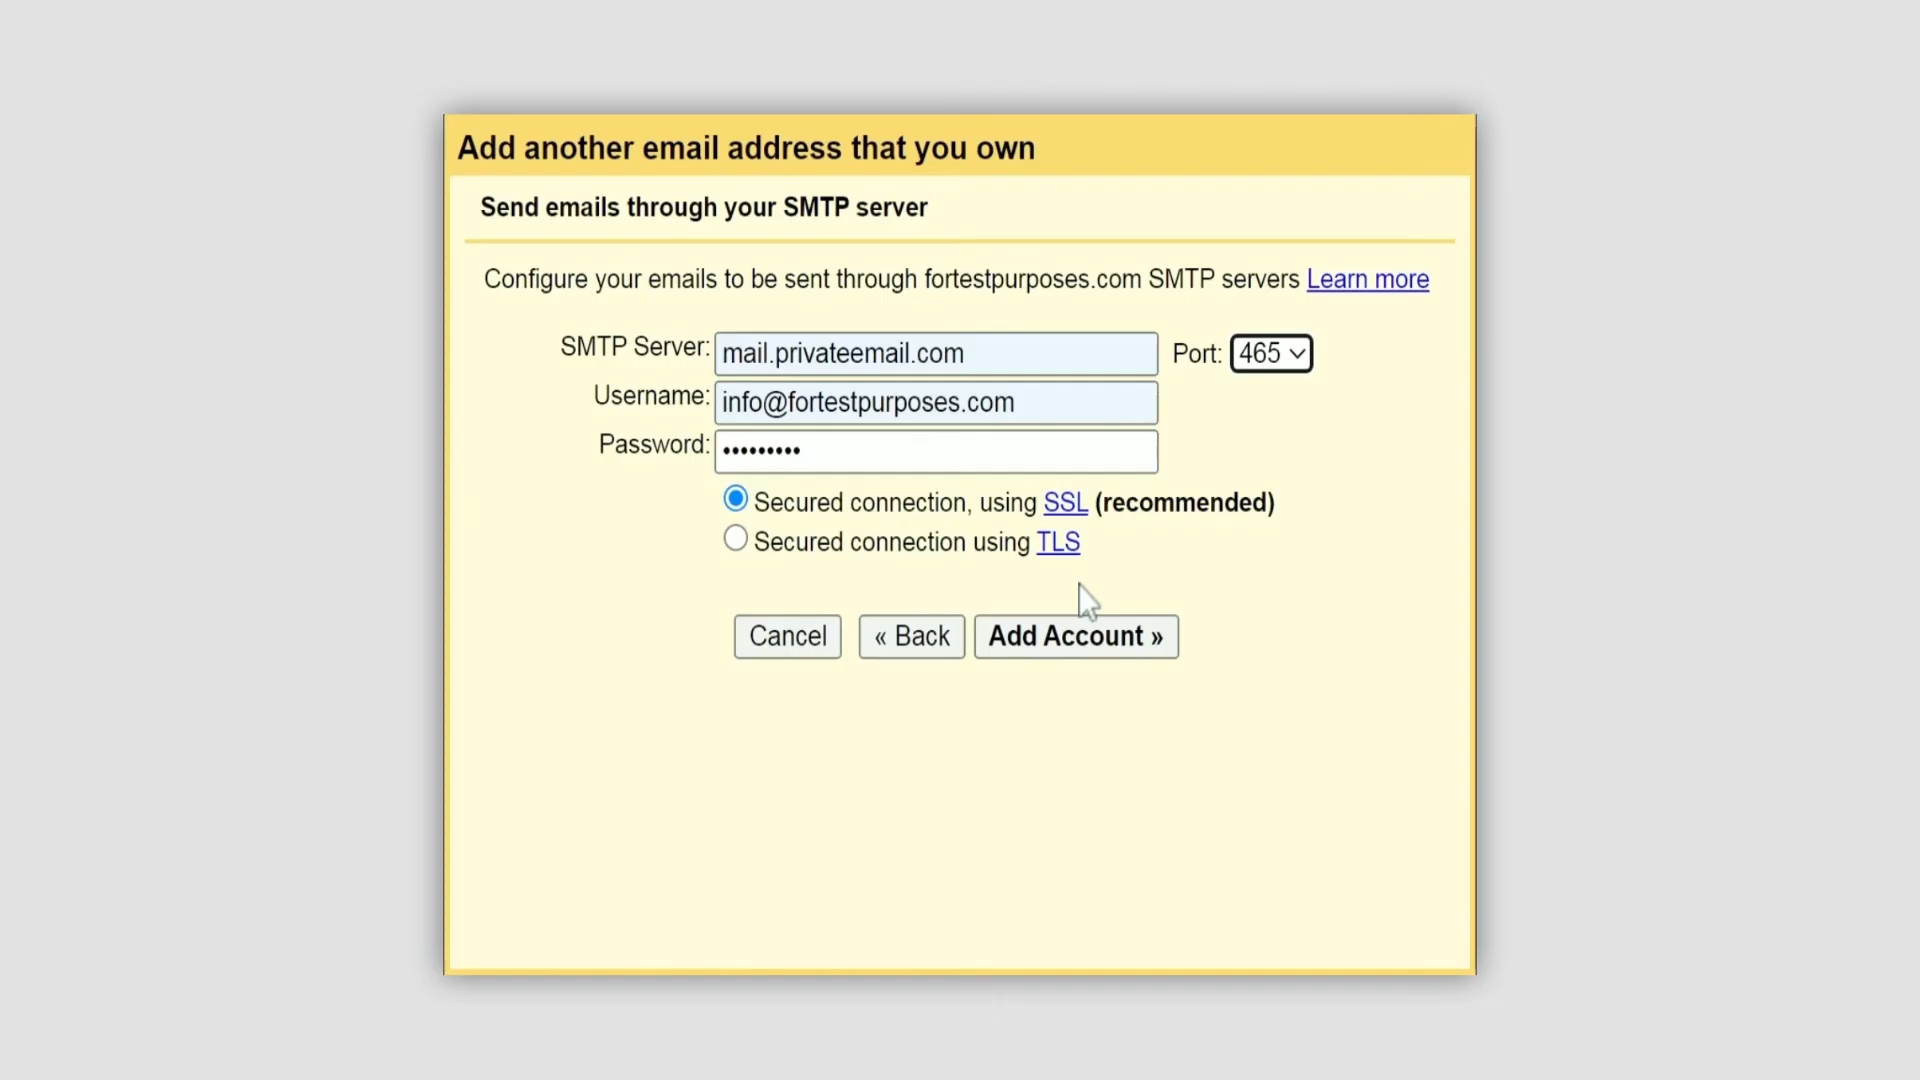 Add another email address that you own
Send emails through your SMTP server
Configure your emails to be sent through fortestpurposes.com SMTP servers Learn more
SMTP Server: mail.privateemail.com Port: 465
Username: info@fortestpurposes.com
Password: •••••••••
Secured connection, using SSL (recommended)
Secured connection using TLS
Cancel « Back Add Account »